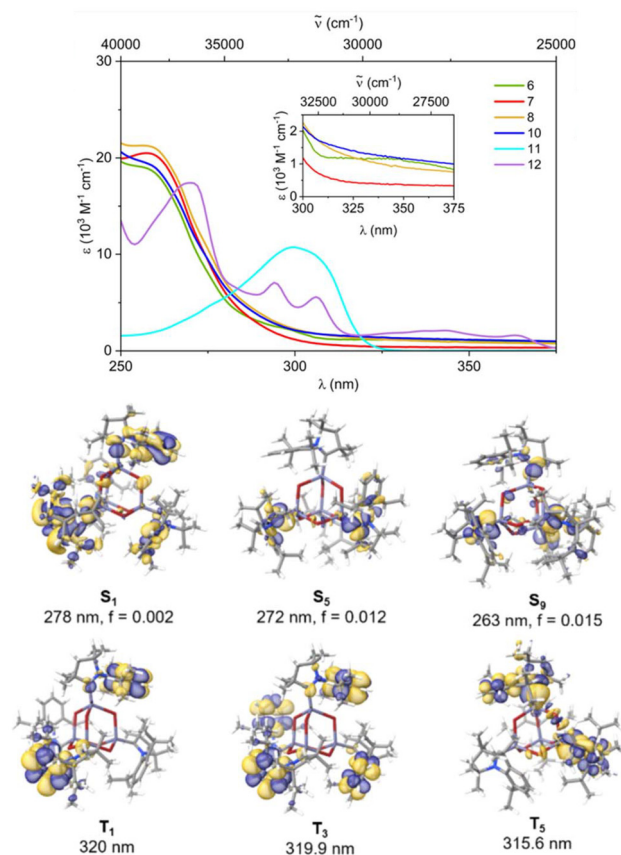 ν̃ (cm⁻¹)
40000 35000 30000 25000
30
20
10
0
ε (10³ M⁻¹ cm⁻¹)
250 300 350
λ (nm)
6
7
8
10
11
12
ν̃ (cm⁻¹)
32500 30000 27500
2
1
0
ε (10³ M⁻¹ cm⁻¹)
300 325 350 375
λ (nm)
S₁ S₅ S₉
278 nm, f = 0.002 272 nm, f = 0.012 263 nm, f = 0.015
T₁ T₃ T₅
320 nm 319.9 nm 315.6 nm